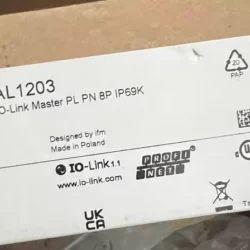 AL1203
IO-Link Master PL PN 8P IP69K
20
PAP
Designed by ifm
Made in Poland
IO-Link 1.1
www.io-link.com
PROFI
NET
UK
CA